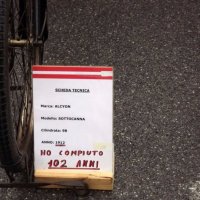 SCHEDA TECNICA
Marca: ALCYON
Modello: SOTTOCANNA
Cilindrata: 98
ANNO: 1912
HO COMPIUTO
102 ANNI